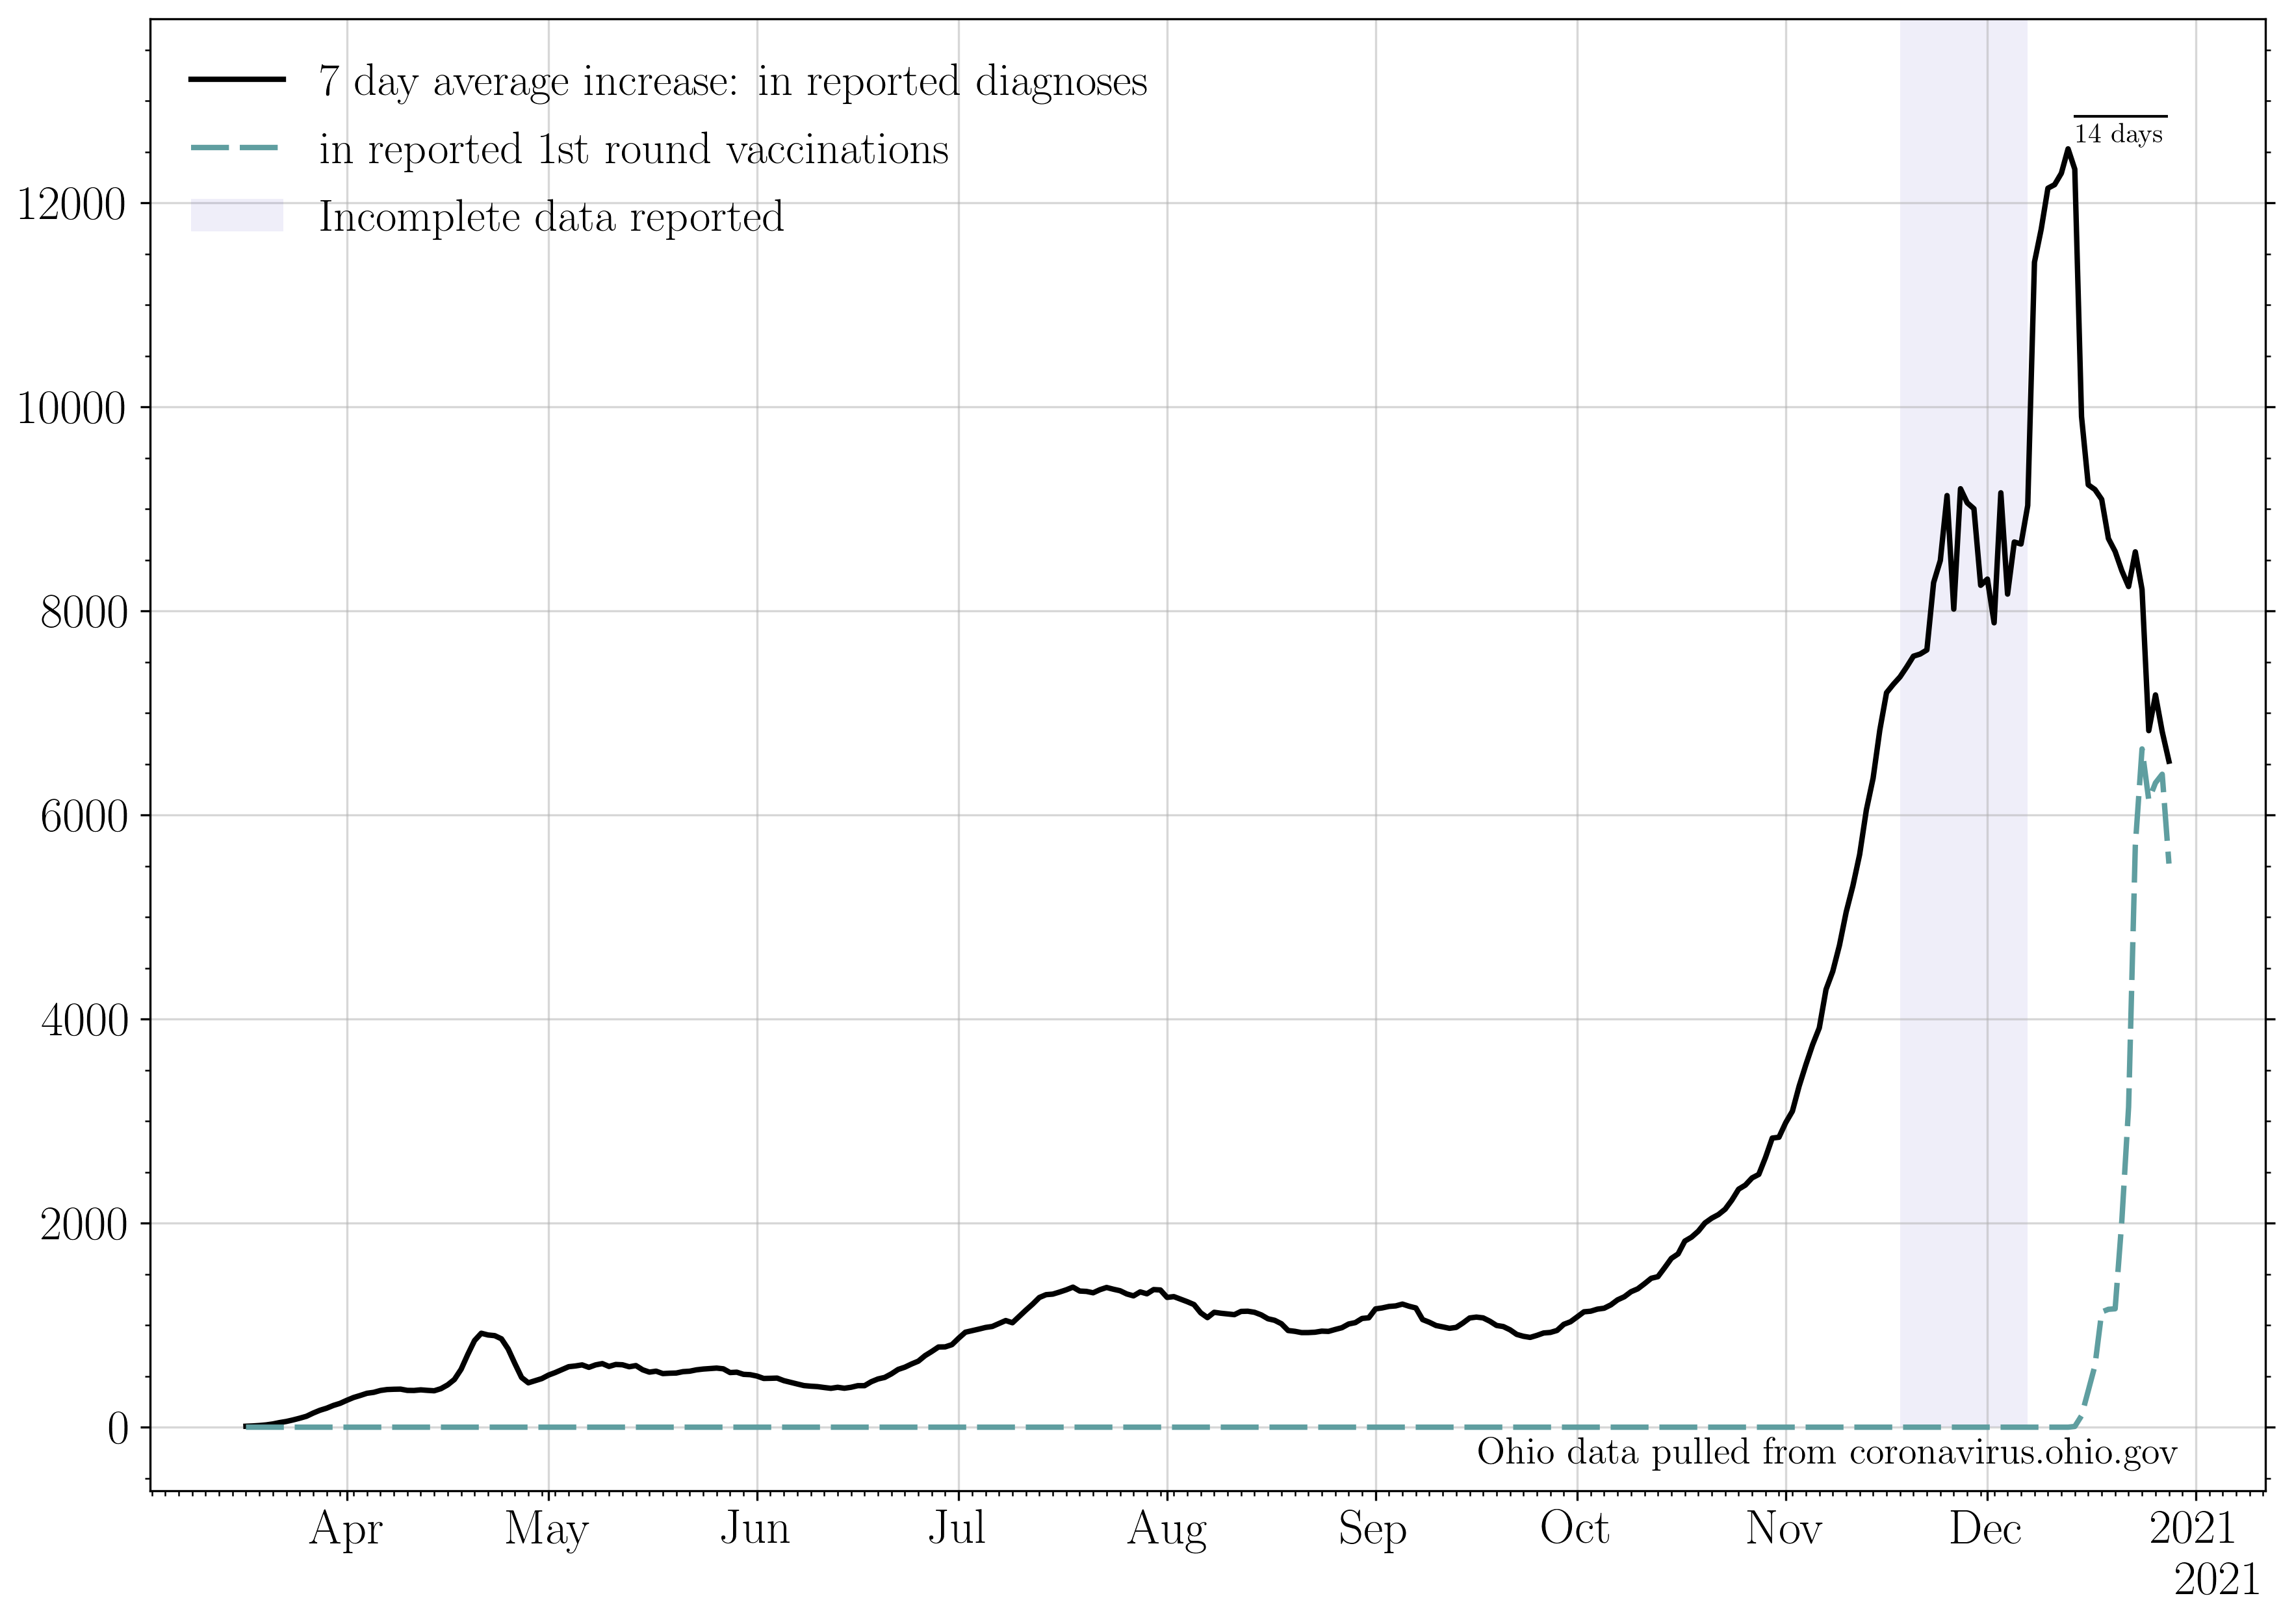 7 day average increase: in reported diagnoses
in reported 1st round vaccinations
Incomplete data reported
14 days
12000
10000
8000
6000
4000
2000
0
Ohio data pulled from coronavirus.ohio.gov
Apr May Jun Jul Aug Sep Oct Nov Dec 2021
2021